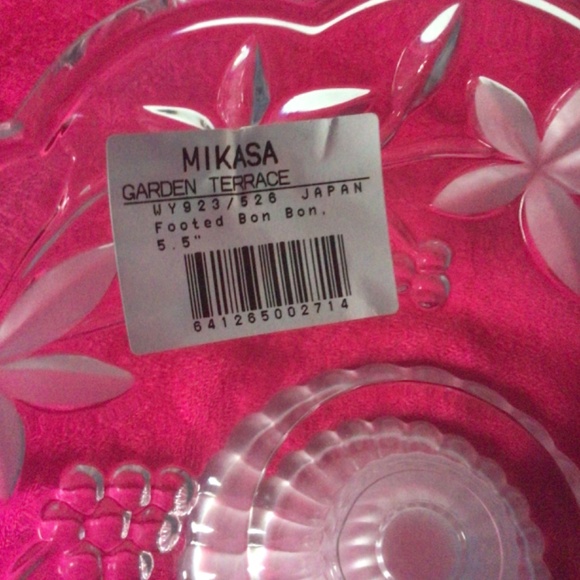 MIKASA
GARDEN TERRACE
WY923/526 JAPAN
Footed Bon Bon.
5.5"
641265002714